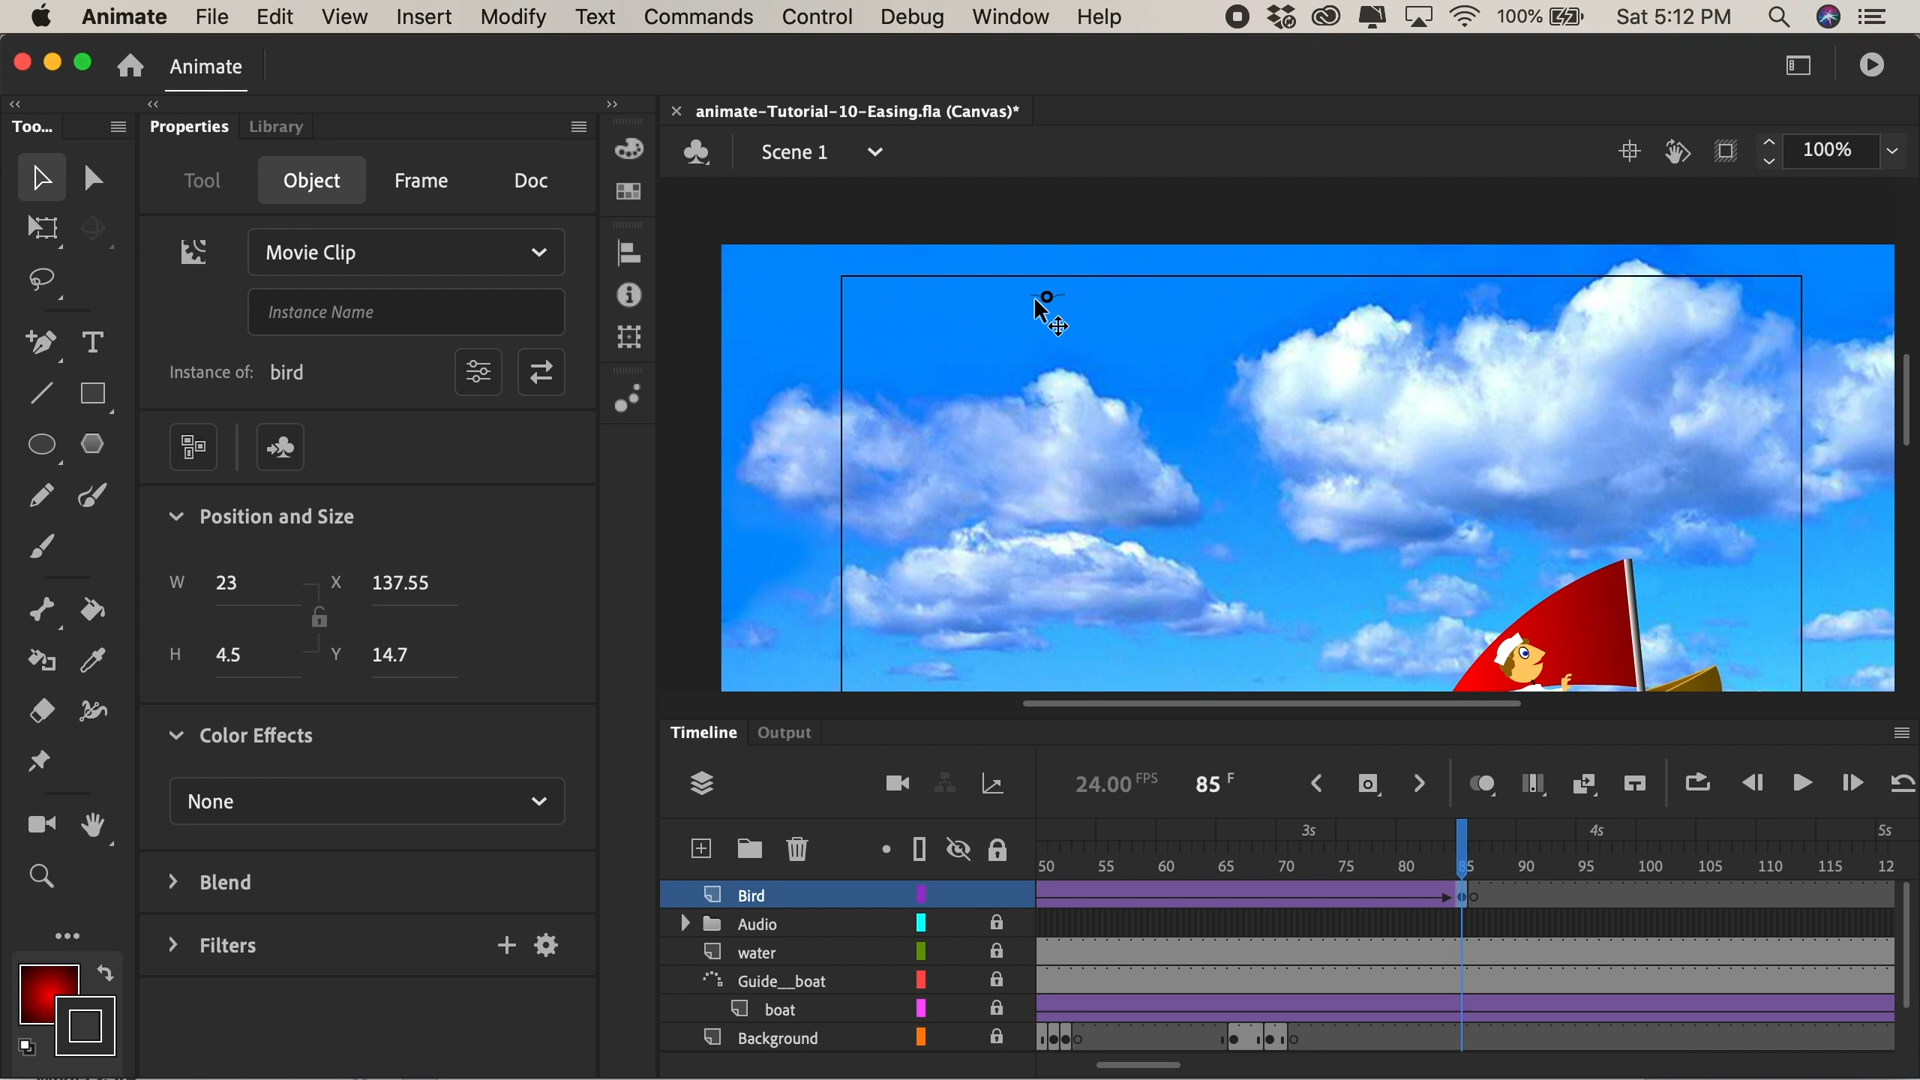 Animate File Edit View Insert Modify Text Commands Control Debug Window Help 100% Sat 5:12 PM
Animate
Too...
Properties Library
animate-Tutorial-10-Easing.fla (Canvas)*
Scene 1
100%
Tool Object Frame Doc
Movie Clip
Instance Name
Instance of: bird
Position and Size
W 23 X 137.55
H 4.5 Y 14.7
Color Effects
None
Blend
Filters
Timeline Output
24.00 FPS 85 F
3s 4s 5s
50 55 60 65 70 75 80 85 90 95 100 105 110 115 12
Bird
Audio
water
Guide__boat
boat
Background